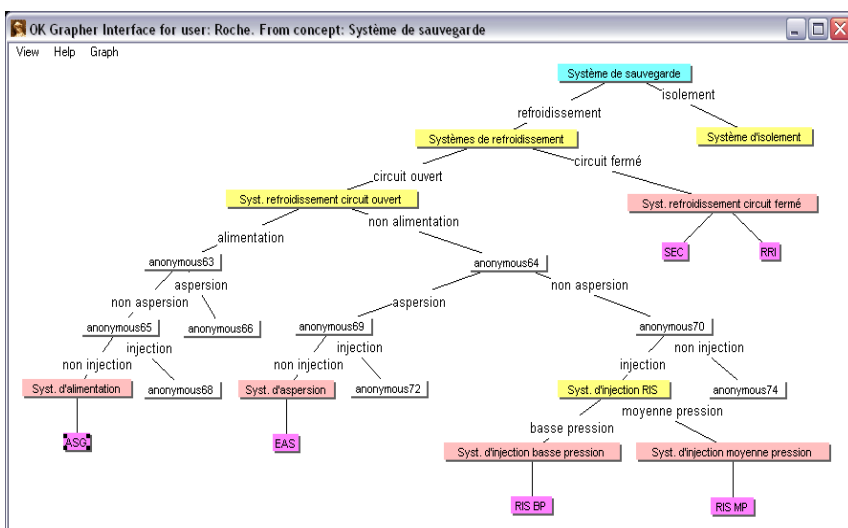 OK Grapher Interface for user: Roche. From concept: Système de sauvegarde
View Help Graph
Système de sauvegarde
isolement
refroidissement
Systèmes de refroidissement
Système d'isolement
circuit fermé
circuit ouvert
Syst. refroidissement circuit ouvert
Syst. refroidissement circuit fermé
non alimentation
alimentation
SEC
RRI
anonymous63
anonymous64
aspersion
non aspersion
aspersion
non aspersion
anonymous65
anonymous66
anonymous69
anonymous70
non injection
injection
non injection
injection
injection
non injection
Syst. d'alimentation
anonymous68
Syst. d'aspersion
anonymous72
Syst. d'injection RIS
anonymous74
moyenne pression
basse pression
ASG
EAS
Syst. d'injection basse pression
Syst. d'injection moyenne pression
RIS BP
RIS MP